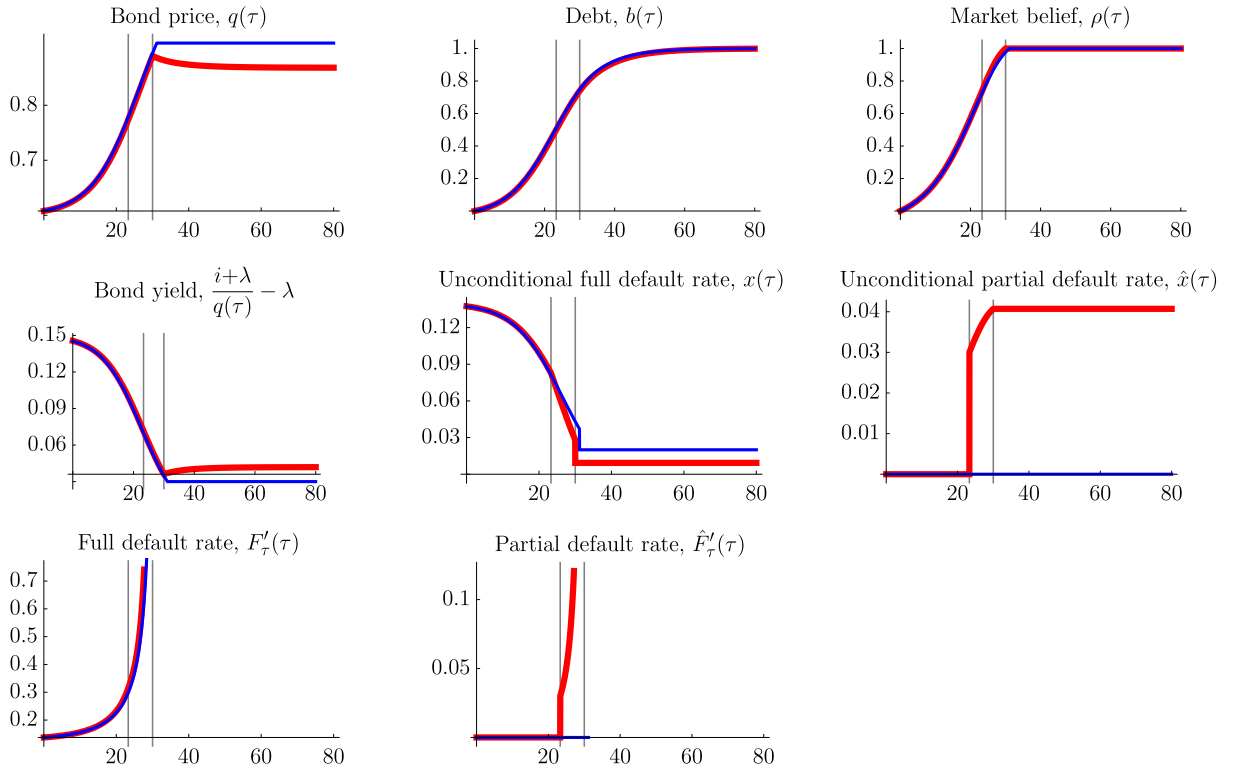 Bond price, q(τ)
0.8
0.7
20 40 60 80
Debt, b(τ)
1.
0.8
0.6
0.4
0.2
20 40 60 80
Market belief, ρ(τ)
1.
0.8
0.6
0.4
0.2
20 40 60 80
Bond yield, \frac{i+λ}{q(τ)} − λ
0.15
0.12
0.09
0.06
20 40 60 80
Unconditional full default rate, x(τ)
0.12
0.09
0.06
0.03
20 40 60 80
Unconditional partial default rate, x̂(τ)
0.04
0.03
0.02
0.01
20 40 60 80
Full default rate, F′_τ(τ)
0.7
0.6
0.5
0.4
0.3
0.2
20 40 60 80
Partial default rate, F̂′_τ(τ)
0.1
0.05
20 40 60 80